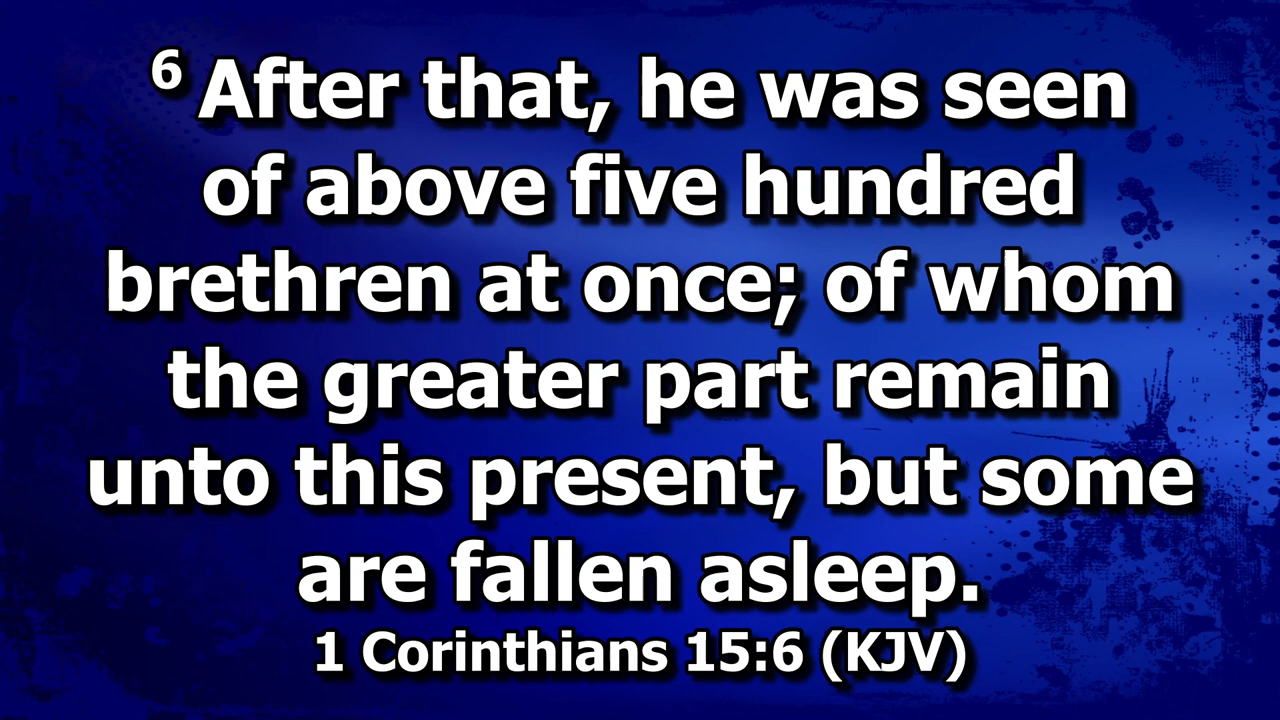 6 After that, he was seen
of above five hundred
brethren at once; of whom
the greater part remain
unto this present, but some
are fallen asleep.
1 Corinthians 15:6 (KJV)